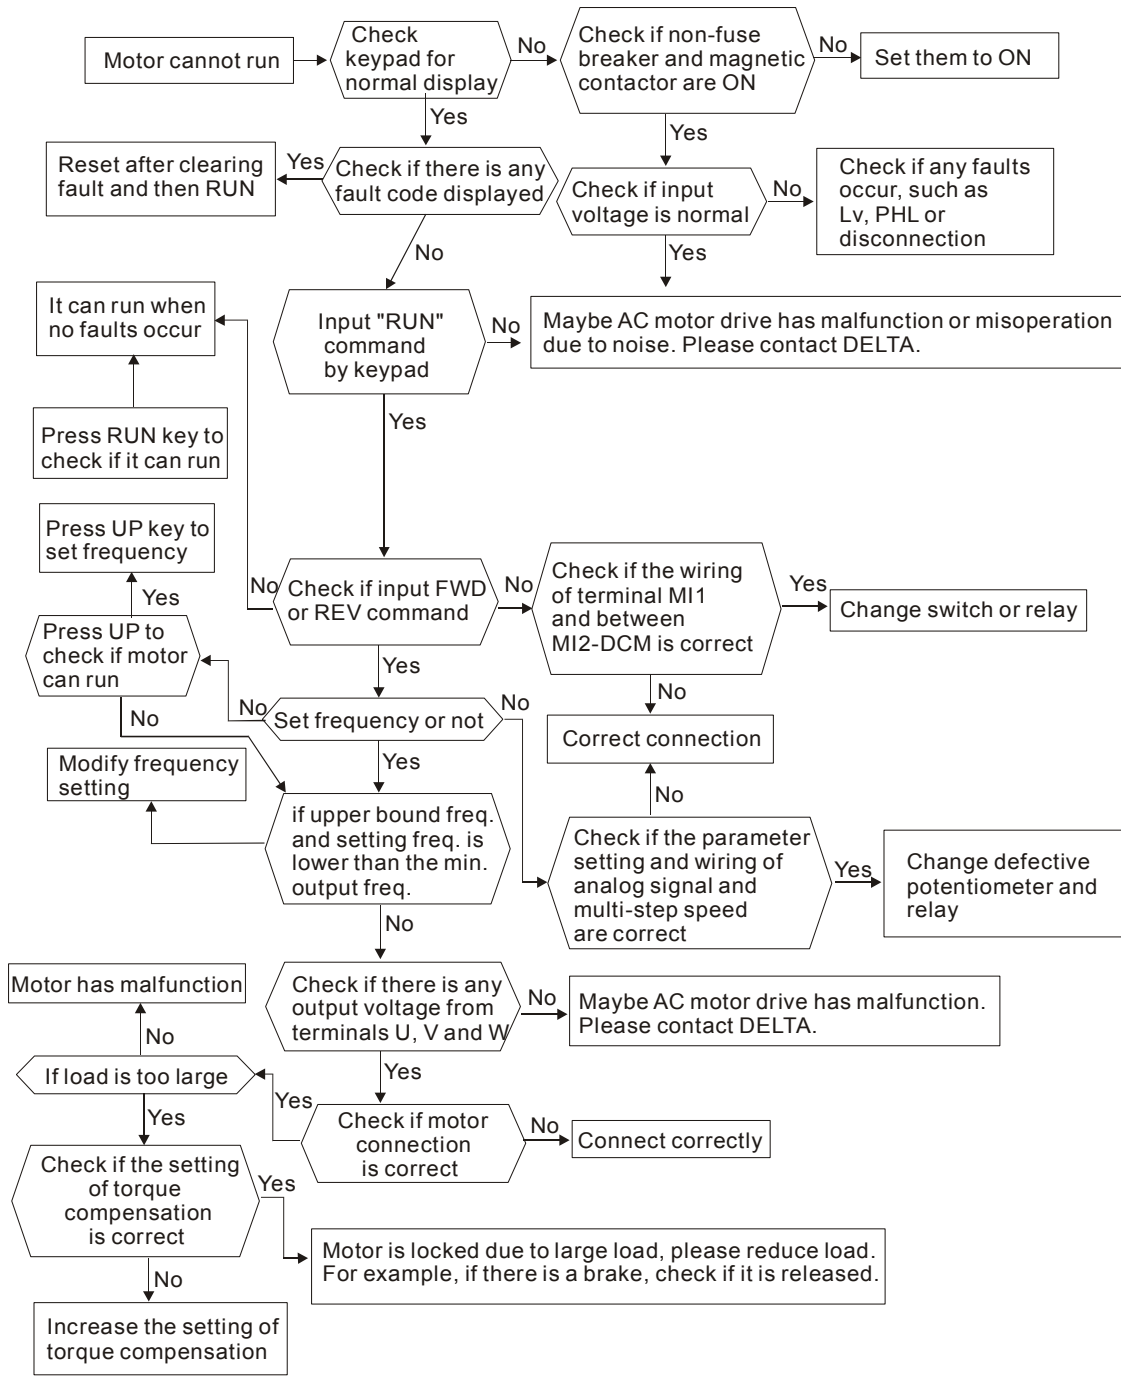 Motor cannot run
Check
keypad for
normal display
No
Check if non-fuse
breaker and magnetic
contactor are ON
No
Set them to ON
Yes
Yes
Reset after clearing
fault and then RUN
Yes
Check if there is any
fault code displayed
Check if input
voltage is normal
No
Check if any faults
occur, such as
Lv, PHL or
disconnection
No
Yes
It can run when
no faults occur
Input "RUN"
command
by keypad
No
Maybe AC motor drive has malfunction or misoperation
due to noise. Please contact DELTA.
Yes
Press RUN key to
check if it can run
Press UP key to
set frequency
Yes
No
Check if input FWD
or REV command
No
Check if the wiring
of terminal MI1
and between
MI2-DCM is correct
Yes
Change switch or relay
Press UP to
check if motor
can run
Yes
No
No
No
Set frequency or not
No
Correct connection
Yes
No
Modify frequency
setting
if upper bound freq.
and setting freq. is
lower than the min.
output freq.
Check if the parameter
setting and wiring of
analog signal and
multi-step speed
are correct
Yes
Change defective
potentiometer and
relay
No
Motor has malfunction
Check if there is any
output voltage from
terminals U, V and W
No
Maybe AC motor drive has malfunction.
Please contact DELTA.
No
Yes
If load is too large
Yes
Yes
Check if motor
connection
is correct
No
Connect correctly
Check if the setting
of torque
compensation
is correct
Yes
Motor is locked due to large load, please reduce load.
For example, if there is a brake, check if it is released.
No
Increase the setting of
torque compensation